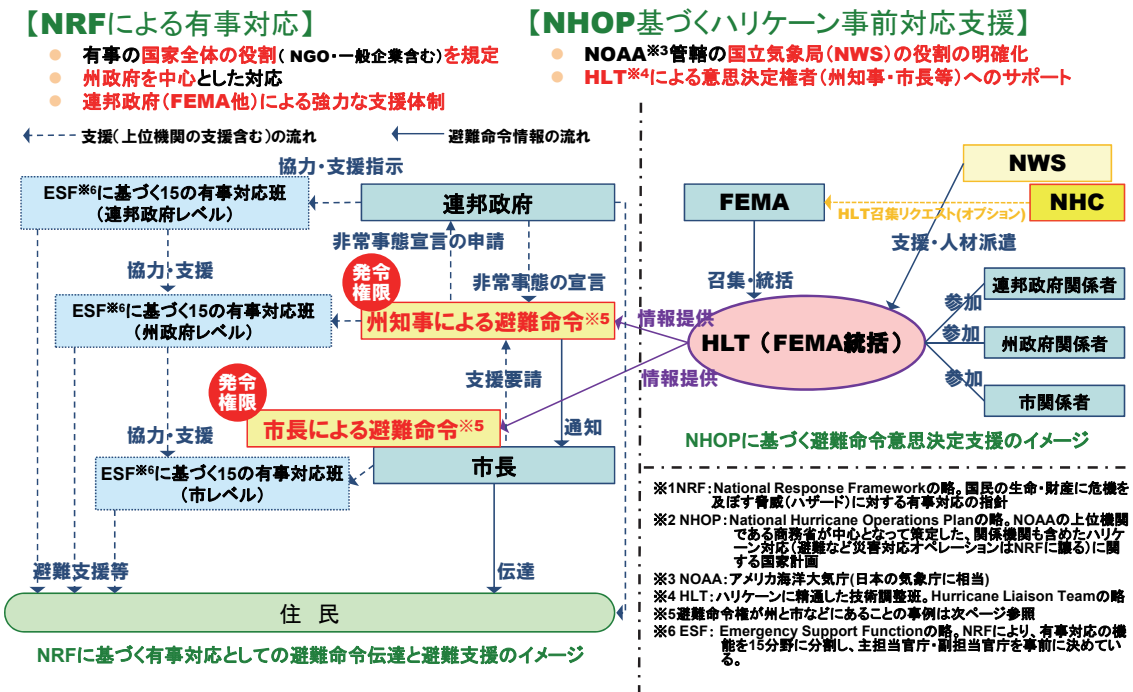 【NRFによる有事対応】
● 有事の国家全体の役割(NGO・一般企業含む)を規定
● 州政府を中心とした対応
● 連邦政府(FEMA他)による強力な支援体制
支援(上位機関の支援含む)の流れ
避難命令情報の流れ
協力・支援指示
ESF※6に基づく15の有事対応班
(連邦政府レベル)
連邦政府
非常事態宣言の申請
協力・支援
発令
権限
非常事態の宣言
ESF※6に基づく15の有事対応班
(州政府レベル)
州知事による避難命令※5
支援要請
発令
権限
市長による避難命令※5
通知
協力・支援
市長
ESF※6に基づく15の有事対応班
(市レベル)
避難支援等
伝達
住 民
NRFに基づく有事対応としての避難命令伝達と避難支援のイメージ
【NHOP基づくハリケーン事前対応支援】
● NOAA※3管轄の国立気象局(NWS)の役割の明確化
● HLT※4による意思決定権者(州知事・市長等)へのサポート
NWS
FEMA
HLT召集リクエスト(オプション)
NHC
支援・人材派遣
召集・統括
情報提供
情報提供
HLT(FEMA統括)
参加
連邦政府関係者
参加
州政府関係者
参加
市関係者
NHOPに基づく避難命令意思決定支援のイメージ
※1NRF:National Response Frameworkの略。国民の生命・財産に危機を
及ぼす脅威(ハザード)に対する有事対応の指針
※2 NHOP:National Hurricane Operations Planの略。NOAAの上位機関
である商務省が中心となって策定した、関係機関も含めたハリケ
ーン対応(避難など災害対応オペレーションはNRFに譲る)に関
する国家計画
※3 NOAA:アメリカ海洋大気庁(日本の気象庁に相当)
※4 HLT:ハリケーンに精通した技術調整班。Hurricane Liaison Teamの略
※5避難命令権が州と市などにあることの事例は次ページ参照
※6 ESF: Emergency Support Functionの略。NRFにより、有事対応の機
能を15分野に分割し、主担当官庁・副担当官庁を事前に決めてい
る。